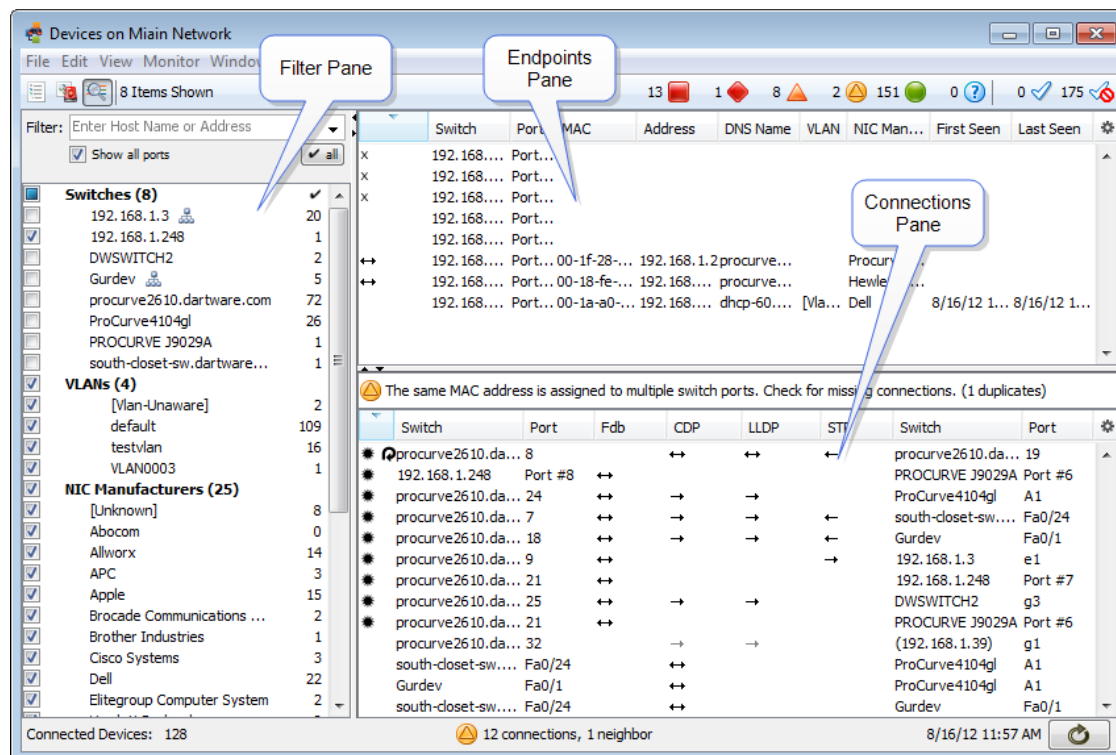 Devices on Miain Network
File Edit View Monitor Window
Filter Pane
Endpoints
Pane
8 Items Shown
13 1 8 2 151 0 0 175
Filter: Enter Host Name or Address
Show all ports
all
Switch Port MAC Address DNS Name VLAN NIC Man... First Seen Last Seen
x 192.168.... Port...
x 192.168.... Port...
x 192.168.... Port...
192.168.... Port...
192.168.... Port...
192.168.... Port... 00-1f-28-... 192.168.1.2 procurve...
192.168.... Port... 00-18-fe-... 192.168.... procurve...
192.168.... Port... 00-1a-a0-... 192.168.... dhcp-60... [Vla... Dell 8/16/12 1... 8/16/12 1...
Connections
Pane
Switches (8)
192.168.1.3 20
192.168.1.248 1
DWSWITCH2 2
Gurdev 5
procurve2610.dartware.com 72
ProCurve4104gl 26
PROCURVE J9029A 1
south-closet-sw.dartware... 1
VLANs (4)
[Vlan-Unaware] 2
default 109
testvlan 16
VLAN0003 1
NIC Manufacturers (25)
[Unknown] 8
Abocom 0
Allworx 14
APC 3
Apple 15
Brocade Communications ... 2
Brother Industries 1
Cisco Systems 3
Dell 22
Elitegroup Computer System 2
The same MAC address is assigned to multiple switch ports. Check for missing connections. (1 duplicates)
Switch Port Fdb CDP LLDP STP Switch Port
procurve2610.da... 8 ↔ ↔ ← procurve2610.da... 19
192.168.1.248 Port #8 ↔ PROCURVE J9029A Port #6
procurve2610.da... 24 ↔ → → ProCurve4104gl A1
procurve2610.da... 7 ↔ → → ← south-closet-sw.... Fa0/24
procurve2610.da... 18 ↔ → → ← Gurdev Fa0/1
procurve2610.da... 9 ↔ → 192.168.1.3 e1
procurve2610.da... 21 ↔ 192.168.1.248 Port #7
procurve2610.da... 25 ↔ → → DWSWITCH2 g3
procurve2610.da... 21 ↔ PROCURVE J9029A Port #6
procurve2610.da... 32 → → (192.168.1.39) g1
south-closet-sw.... Fa0/24 ↔ ProCurve4104gl A1
Gurdev Fa0/1 ↔ ProCurve4104gl A1
south-closet-sw.... Fa0/24 ↔ Gurdev Fa0/1
Connected Devices: 128
12 connections, 1 neighbor
8/16/12 11:57 AM